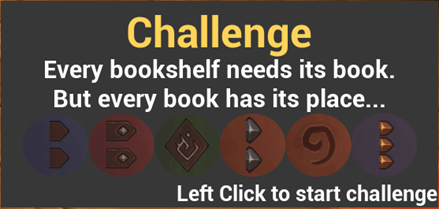 Challenge
Every bookshelf needs its book.
But every book has its place...
Left Click to start challenge